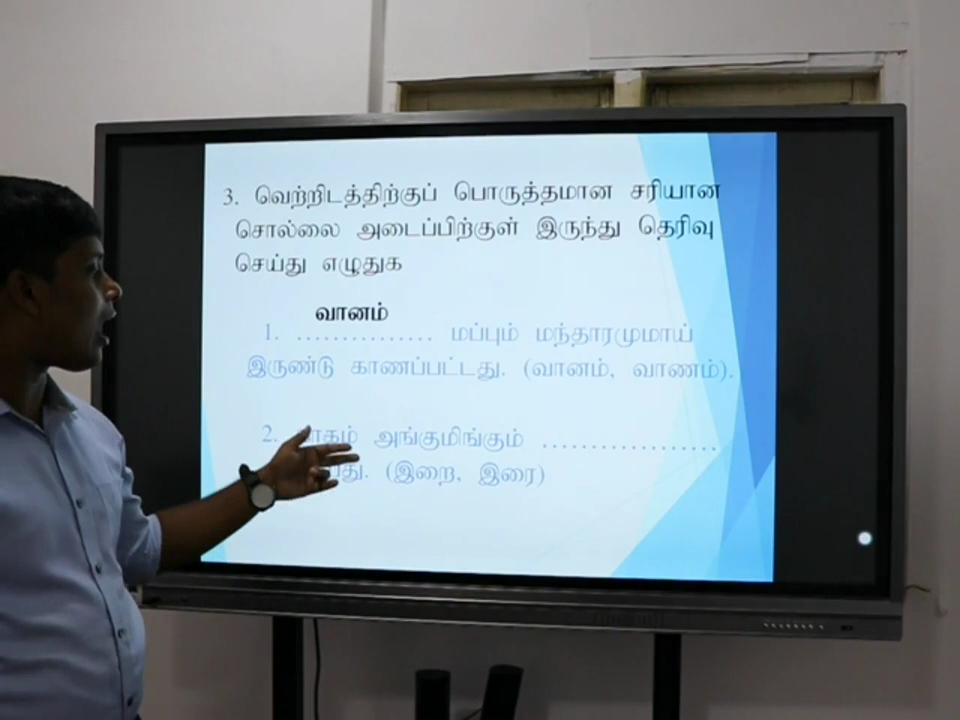 3. வெற்றிடத்திற்குப் பொருத்தமான சரியான
சொல்லை அடைப்பிற்குள் இருந்து தெரிவு
செய்து எழுதுக
வானம்
1. ............... மப்பும் மந்தாரமுமாய்
இருண்டு காணப்பட்டது. (வானம், வாணம்).
2. அங்குமிங்கும் ...................
(இறை, இரை)